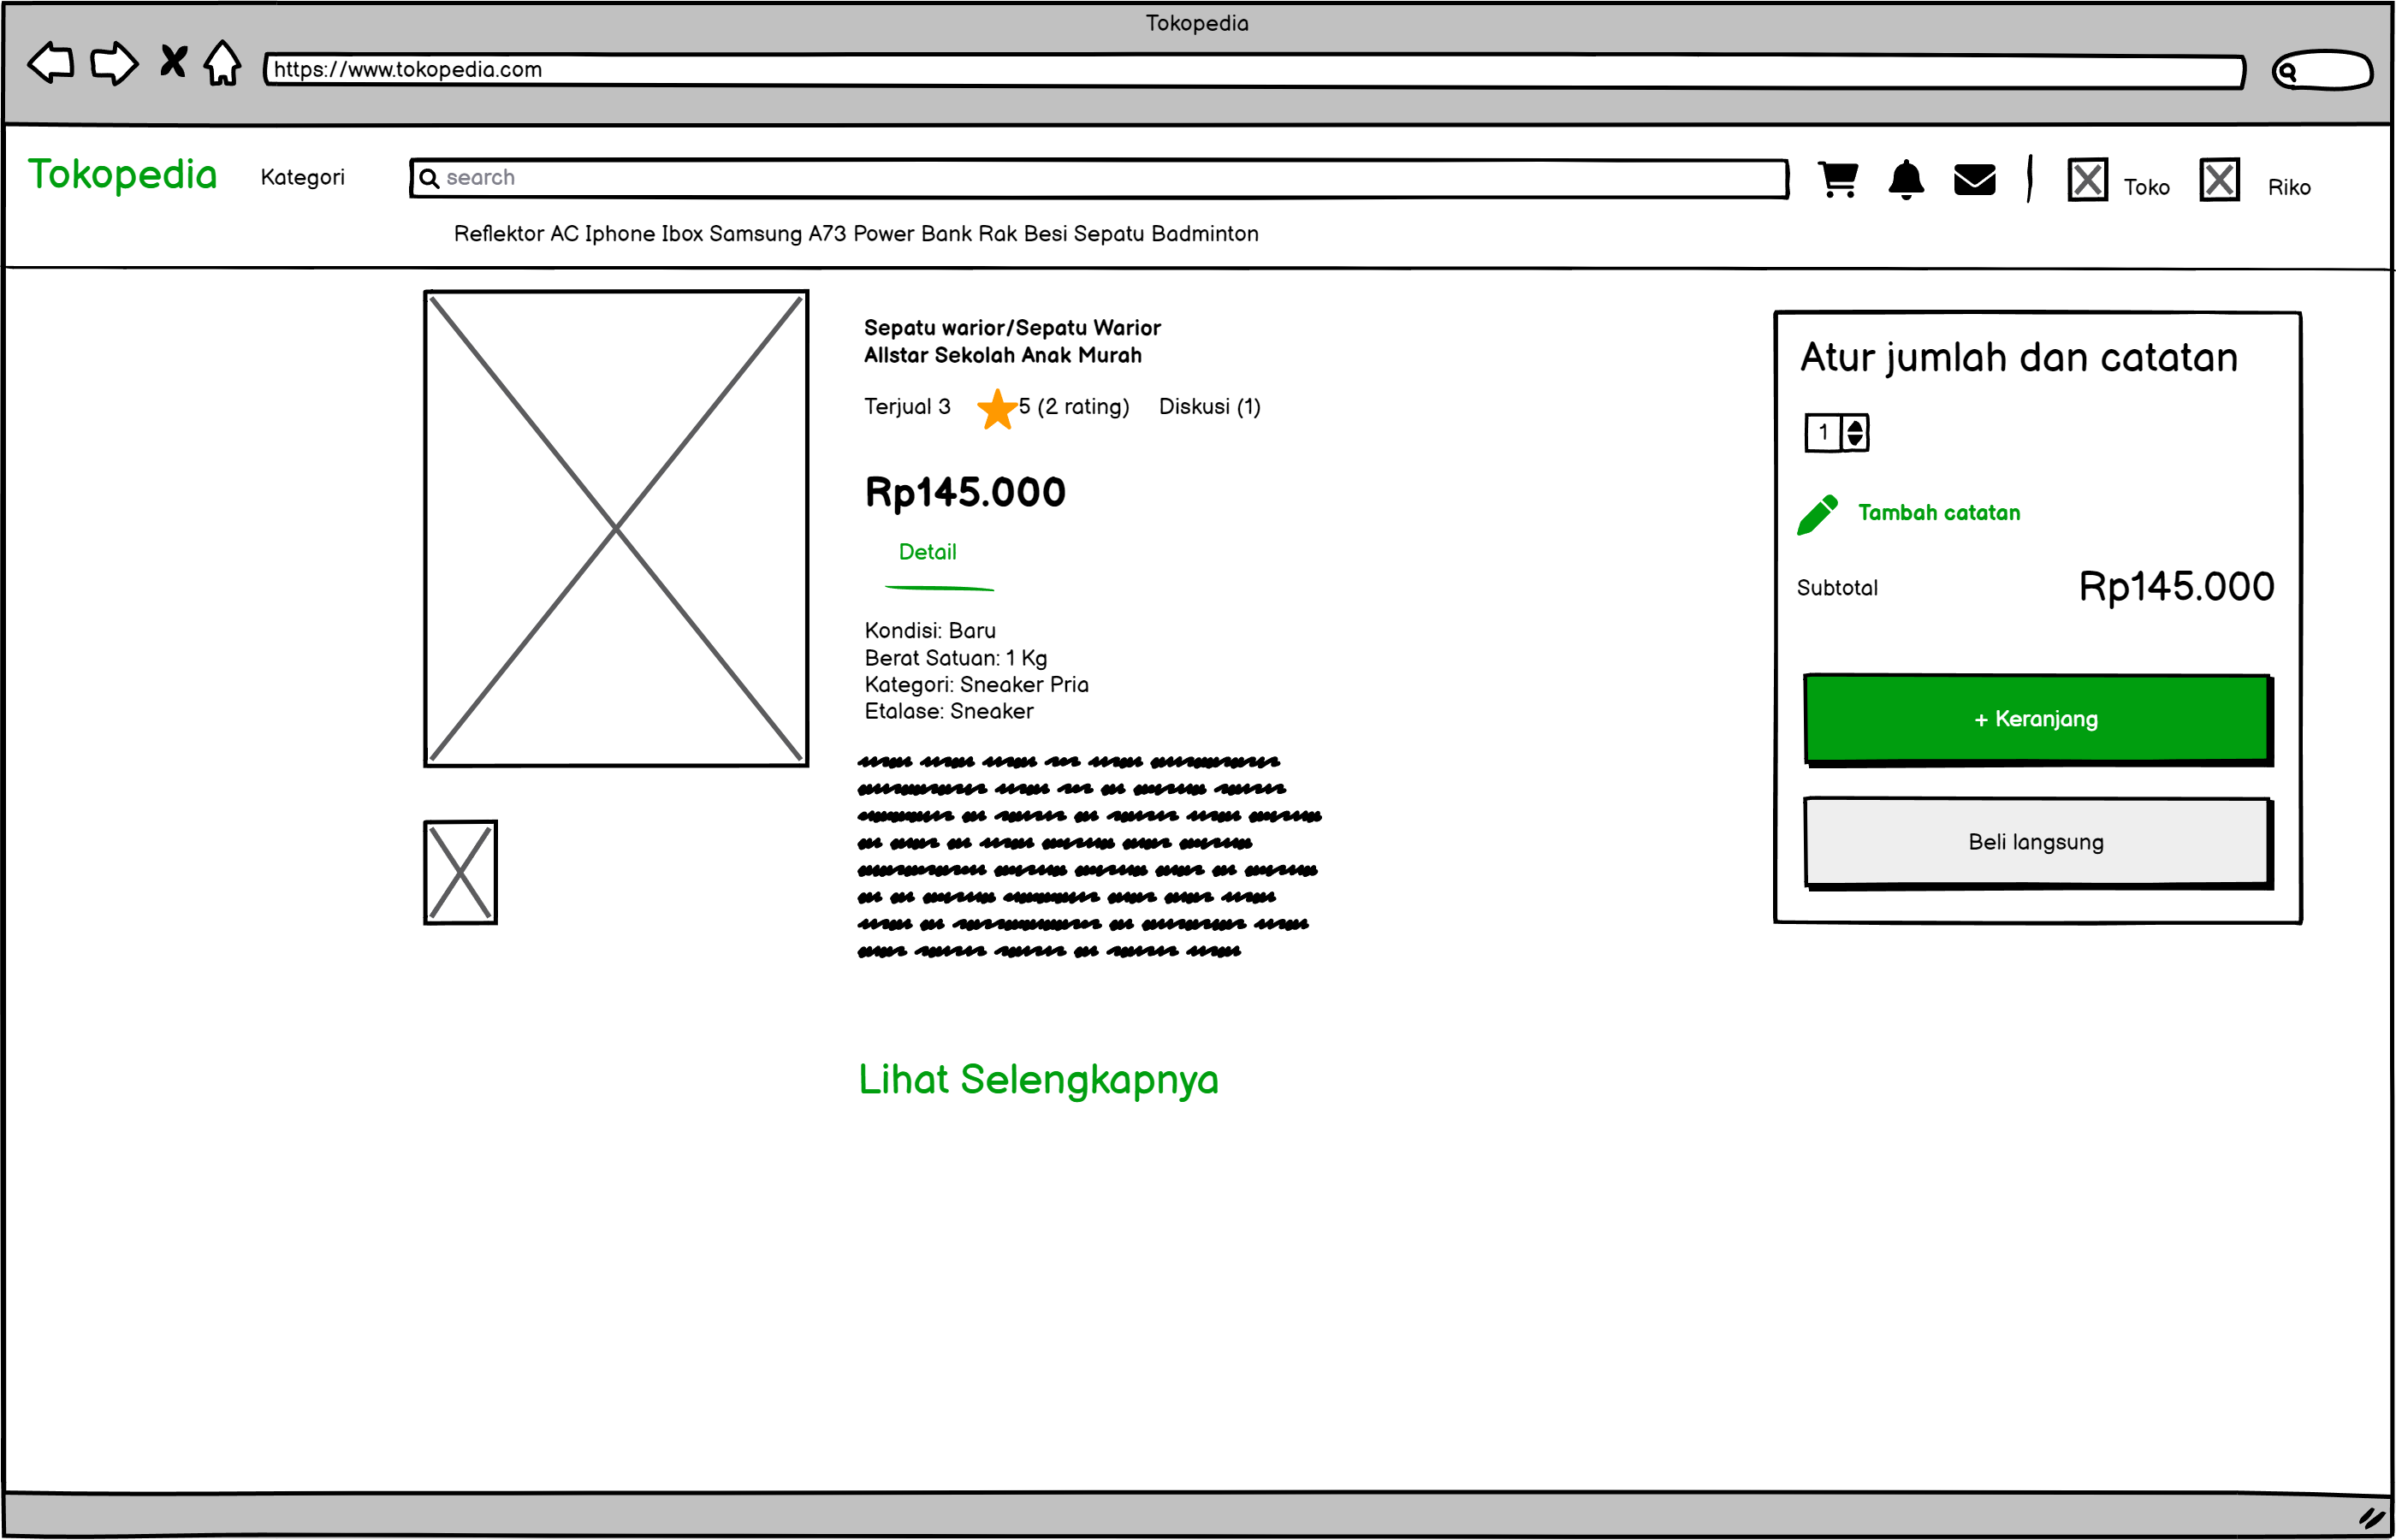 Tokopedia
https://www.tokopedia.com
Tokopedia Kategori search Toko Riko
Reflektor AC Iphone Ibox Samsung A73 Power Bank Rak Besi Sepatu Badminton
Sepatu warior/Sepatu Warior
Allstar Sekolah Anak Murah
Terjual 3 5 (2 rating) Diskusi (1)
Rp145.000
Detail
Kondisi: Baru
Berat Satuan: 1 Kg
Kategori: Sneaker Pria
Etalase: Sneaker
Lihat Selengkapnya
Atur jumlah dan catatan
1
Tambah catatan
Subtotal Rp145.000
+ Keranjang
Beli langsung